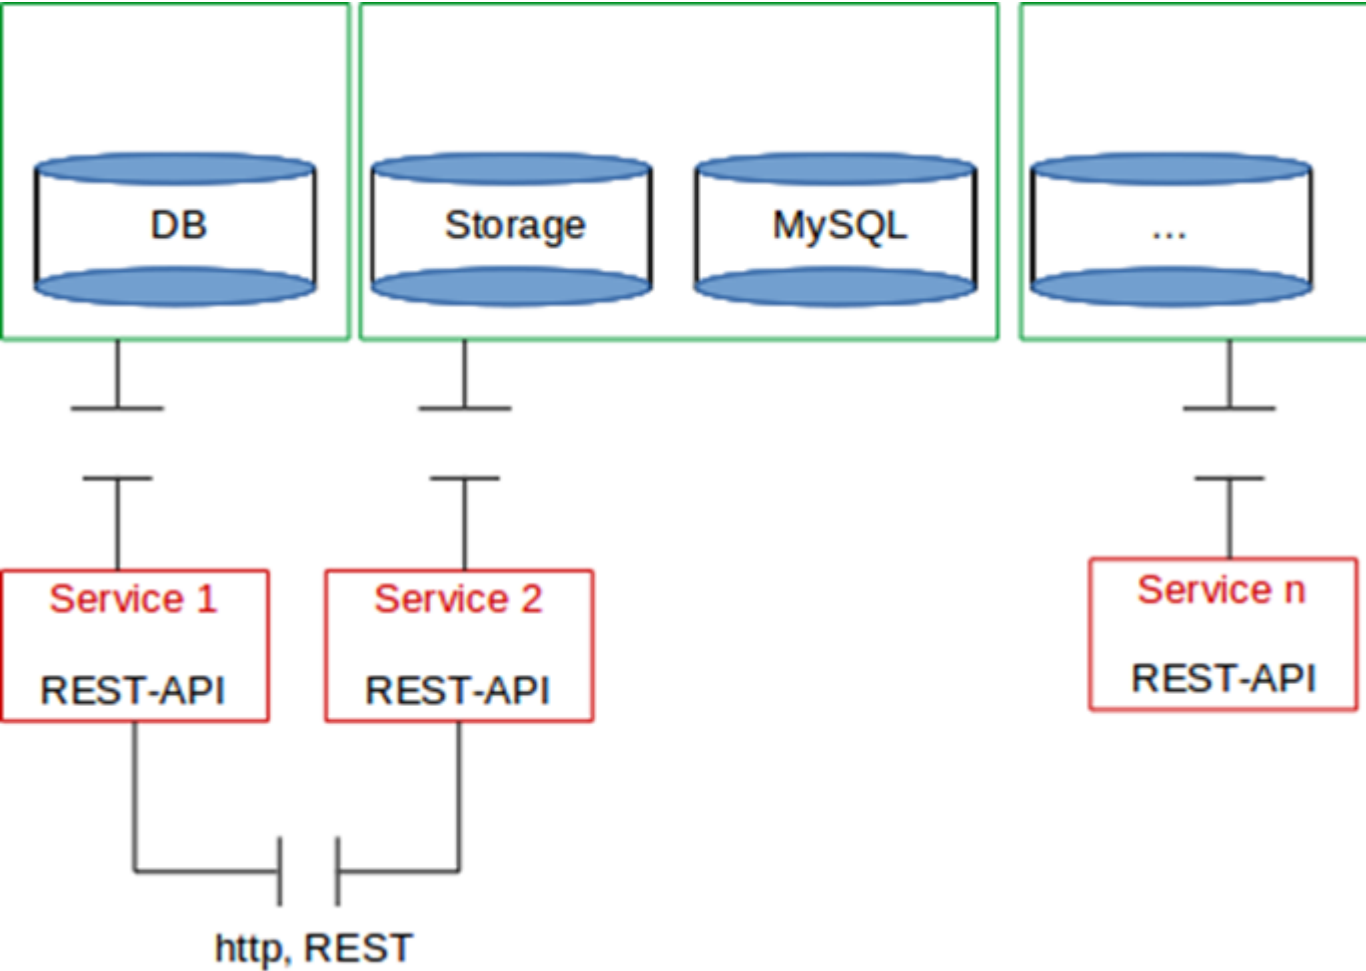 DB
Storage
MySQL
...
Service 1
REST-API
Service 2
REST-API
Service n
REST-API
http, REST